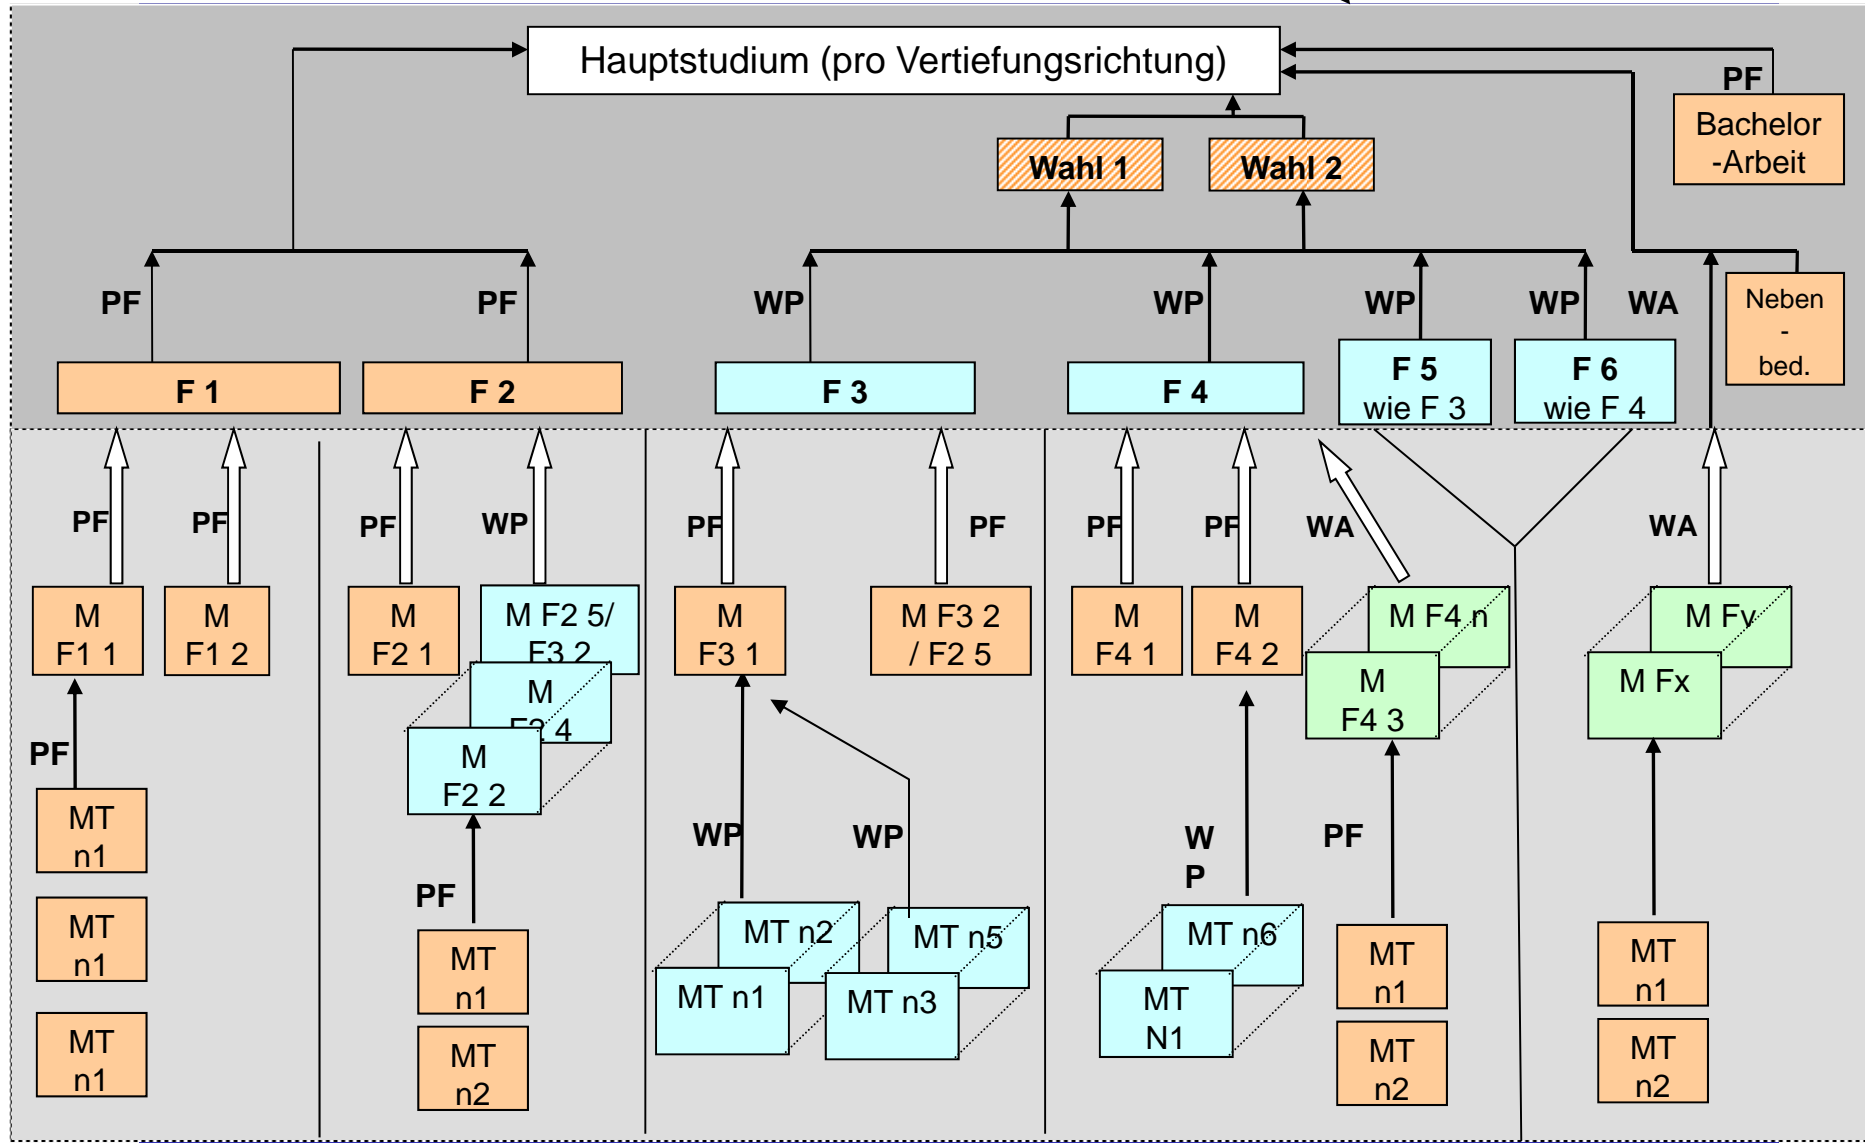 Hauptstudium (pro Vertiefungsrichtung)
PF
Bachelor
-Arbeit
Wahl 1
Wahl 2
PF
PF
WP
WP
WP
WP
WA
Neben
-
bed.
F 1
F 2
F 3
F 4
F 5
wie F 3
F 6
wie F 4
PF
PF
PF
WP
PF
PF
PF
PF
WA
WA
M
F1 1
M
F1 2
M
F2 1
M F2 5/
F3 2
M
F2 4
M
F2 2
M
F3 1
M F3 2
/ F2 5
M
F4 1
M
F4 2
M F4 n
M
F4 3
M Fy
M Fx
PF
MT
n1
MT
n1
MT
n1
PF
MT
n1
MT
n2
WP
WP
MT n2
MT n1
MT n5
MT n3
W
P
MT n6
MT
N1
PF
MT
n1
MT
n2
MT
n1
MT
n2